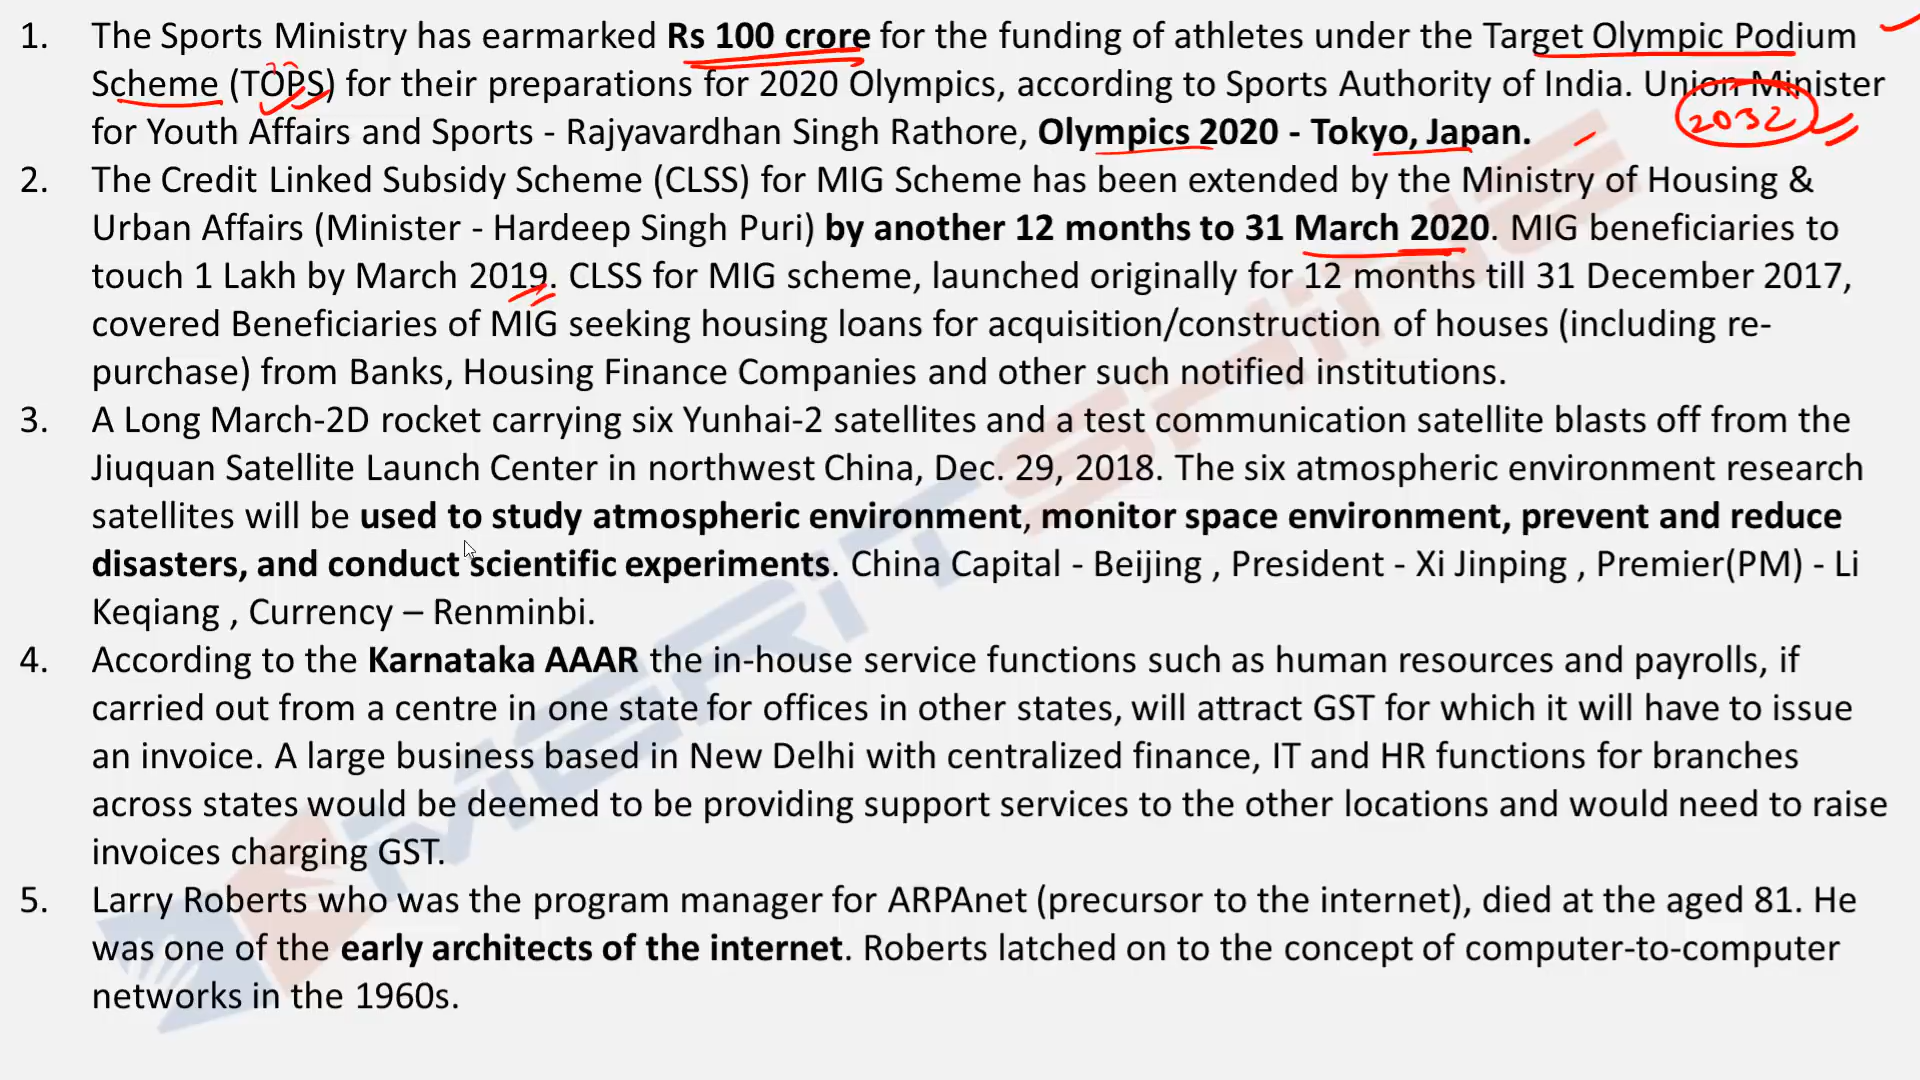 1. The Sports Ministry has earmarked Rs 100 crore for the funding of athletes under the Target Olympic Podium
Scheme (TOPS) for their preparations for 2020 Olympics, according to Sports Authority of India. Union Minister
2032
for Youth Affairs and Sports - Rajyavardhan Singh Rathore, Olympics 2020 - Tokyo, Japan.
2. The Credit Linked Subsidy Scheme (CLSS) for MIG Scheme has been extended by the Ministry of Housing &
Urban Affairs (Minister - Hardeep Singh Puri) by another 12 months to 31 March 2020. MIG beneficiaries to
touch 1 Lakh by March 2019. CLSS for MIG scheme, launched originally for 12 months till 31 December 2017,
covered Beneficiaries of MIG seeking housing loans for acquisition/construction of houses (including re-
purchase) from Banks, Housing Finance Companies and other such notified institutions.
3. A Long March-2D rocket carrying six Yunhai-2 satellites and a test communication satellite blasts off from the
Jiuquan Satellite Launch Center in northwest China, Dec. 29, 2018. The six atmospheric environment research
satellites will be used to study atmospheric environment, monitor space environment, prevent and reduce
disasters, and conduct scientific experiments. China Capital - Beijing , President - Xi Jinping , Premier(PM) - Li
Keqiang , Currency – Renminbi.
4. According to the Karnataka AAAR the in-house service functions such as human resources and payrolls, if
carried out from a centre in one state for offices in other states, will attract GST for which it will have to issue
an invoice. A large business based in New Delhi with centralized finance, IT and HR functions for branches
across states would be deemed to be providing support services to the other locations and would need to raise
invoices charging GST.
5. Larry Roberts who was the program manager for ARPAnet (precursor to the internet), died at the aged 81. He
was one of the early architects of the internet. Roberts latched on to the concept of computer-to-computer
networks in the 1960s.
MERITSHINE